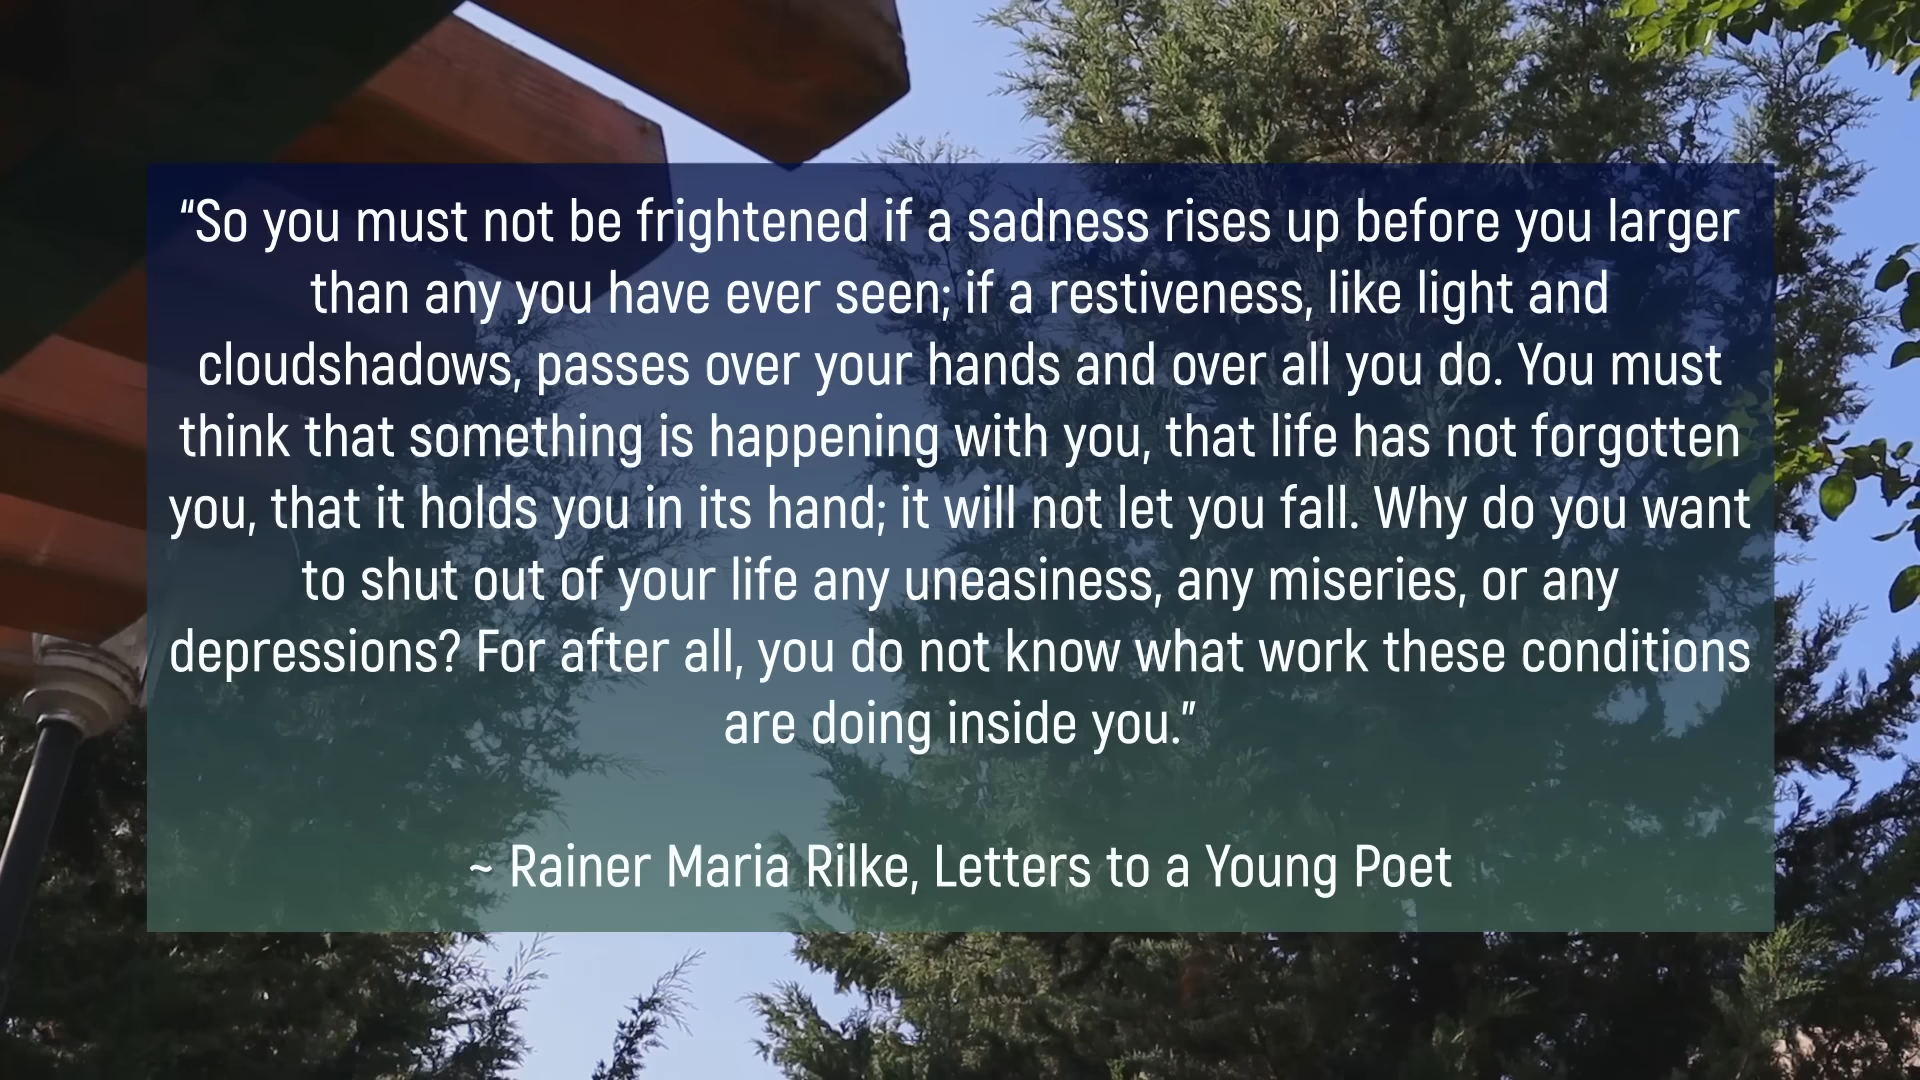 “So you must not be frightened if a sadness rises up before you larger
than any you have ever seen; if a restiveness, like light and
cloudshadows, passes over your hands and over all you do. You must
think that something is happening with you, that life has not forgotten
you, that it holds you in its hand; it will not let you fall. Why do you want
to shut out of your life any uneasiness, any miseries, or any
depressions? For after all, you do not know what work these conditions
are doing inside you.”
~ Rainer Maria Rilke, Letters to a Young Poet